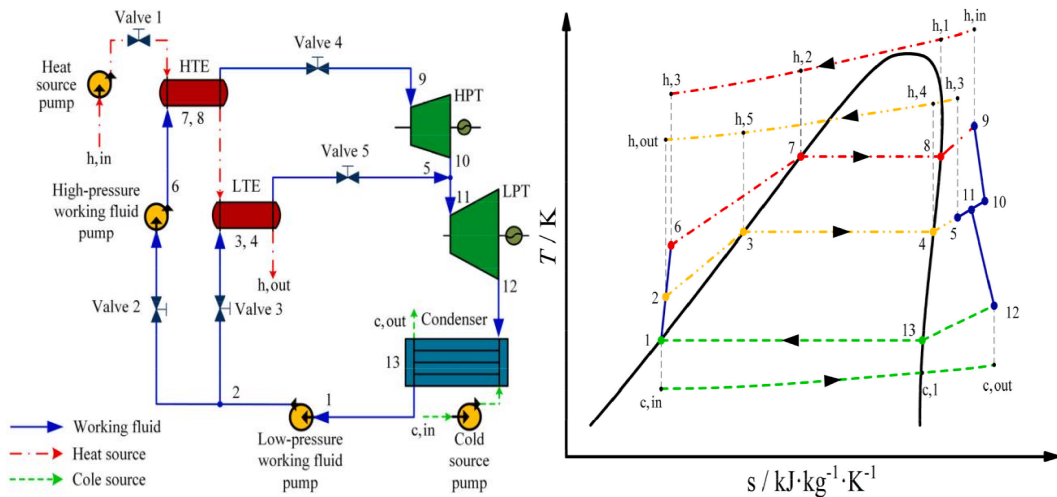 Valve 1
Heat
source
pump
h,in
HTE
7, 8
Valve 4
9
HPT
10
Valve 5
5
11
LPT
6
LTE
3, 4
High-pressure
working fluid
pump
h,out
Valve 2
Valve 3
12
c,out
Condenser
13
2
1
c,in
Low-pressure
working fluid
pump
Cold
source
pump
Working fluid
Heat source
Cole source
T / K
h,in
h,1
h,2
h,3
h,4
h,3
h,5
h,out
9
7
8
6
11
10
5
3
4
2
12
1
13
c,in
c,1
c,out
s / kJ·kg⁻¹·K⁻¹